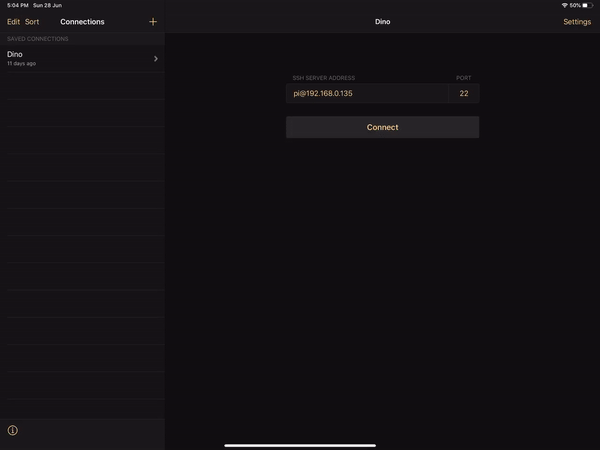 5:04 PM Sun 28 Jun
50%
Edit Sort Connections +
Dino
Settings
SAVED CONNECTIONS
Dino
11 days ago
SSH SERVER ADDRESS PORT
pi@192.168.0.135 22
Connect